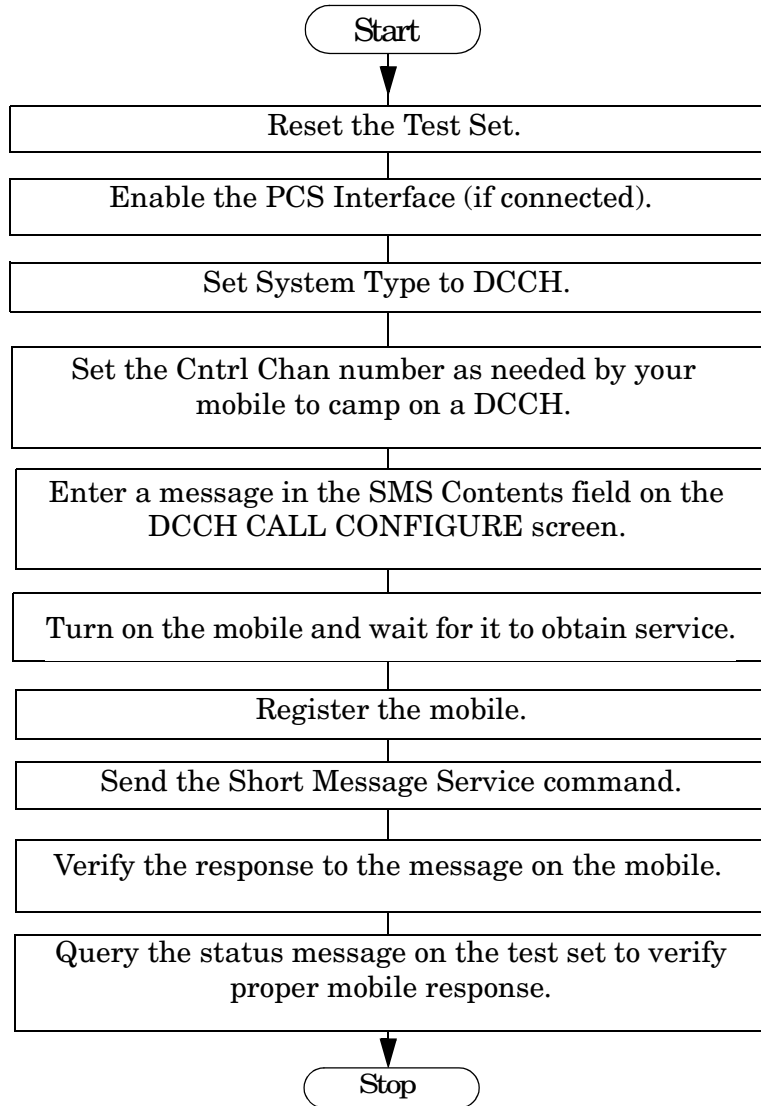 Start
Reset the Test Set.
Enable the PCS Interface (if connected).
Set System Type to DCCH.
Set the Cntrl Chan number as needed by your
mobile to camp on a DCCH.
Enter a message in the SMS Contents field on the
DCCH CALL CONFIGURE screen.
Turn on the mobile and wait for it to obtain service.
Register the mobile.
Send the Short Message Service command.
Verify the response to the message on the mobile.
Query the status message on the test set to verify
proper mobile response.
Stop